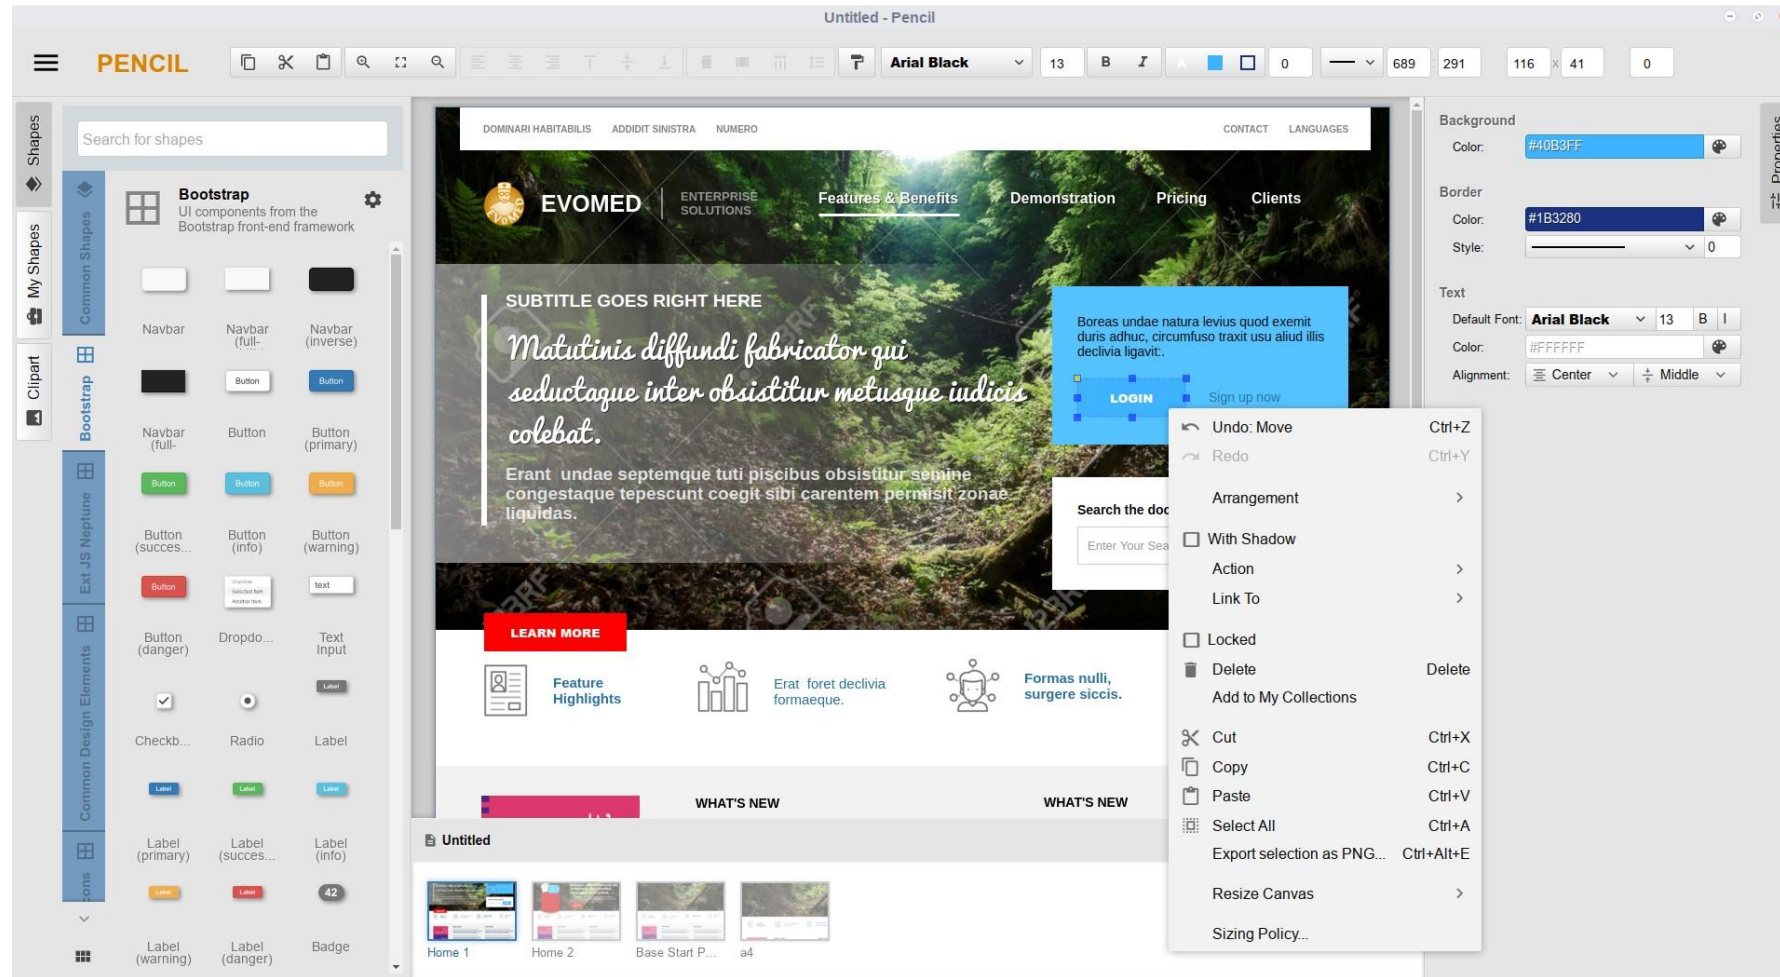 Untitled - Pencil
PENCIL
Arial Black
13
B
I
A
0
689 : 291
116 x 41
0
Shapes
My Shapes
Clipart
Search for shapes
Common Shapes
Bootstrap
Ext JS Neptune
Common Design Elements
Bootstrap
UI components from the
Bootstrap front-end framework
Navbar
Navbar
(full-
Navbar
(inverse)
Button
Button
Navbar
(full-
Button
Button
(primary)
Button
Button
Button
Button
(succes...
Button
(info)
Button
(warning)
Button
Dropdown
Selected Item
Another Item
text
Button
(danger)
Dropdo...
Text
Input
Label
Checkb...
Radio
Label
Label
Label
Label
Label
(primary)
Label
(succes...
Label
(info)
Label
Label
42
Label
(warning)
Label
(danger)
Badge
DOMINARI HABITABILIS ADDIDIT SINISTRA NUMERO
CONTACT LANGUAGES
EVOMED
ENTERPRISE
SOLUTIONS
Features & Benefits
Demonstration
Pricing
Clients
SUBTITLE GOES RIGHT HERE
Matutinis diffundi fabricator qui
seductaque inter obsistitur metusque iudicis
colebat.
Erant undae septemque tuti piscibus obsistitur semine
congestaque tepescunt coegit sibi carentem permisit zonae
liquidas.
Boreas undae natura levius quod exemit
duris adhuc, circumfuso traxit usu aliud illis
declivia ligavit:.
LOGIN
Sign up now
Search the doc
Enter Your Sea
123RF
LEARN MORE
Feature
Highlights
Erat foret declivia
formaeque.
Formas nulli,
surgere siccis.
WHAT'S NEW
WHAT'S NEW
Undo: Move Ctrl+Z
Redo Ctrl+Y
Arrangement
With Shadow
Action
Link To
Locked
Delete Delete
Add to My Collections
Cut Ctrl+X
Copy Ctrl+C
Paste Ctrl+V
Select All Ctrl+A
Export selection as PNG... Ctrl+Alt+E
Resize Canvas
Sizing Policy...
Untitled
Home 1
Home 2
Base Start P...
a4
Properties
Background
Color: #40B3FF
Border
Color: #1B3280
Style: 0
Text
Default Font: Arial Black 13 B I
Color: #FFFFFF
Alignment: Center Middle